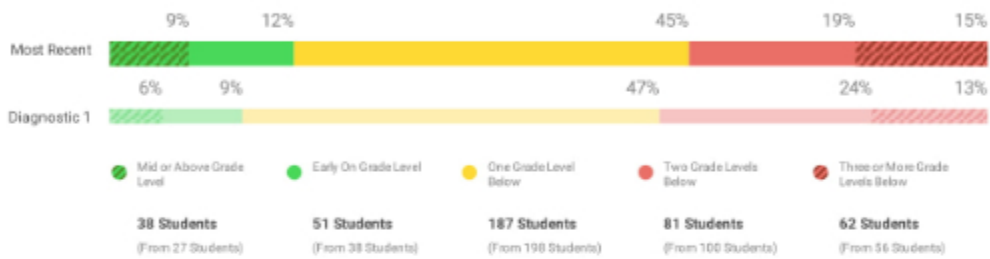 9% 12% 45% 19% 15%
Most Recent
6% 9% 47% 24% 13%
Diagnostic 1
Mid or Above Grade Level
Early On Grade Level
One Grade Level Below
Two Grade Levels Below
Three or More Grade Levels Below
38 Students
51 Students
187 Students
81 Students
62 Students
(From 27 Students)
(From 38 Students)
(From 198 Students)
(From 100 Students)
(From 56 Students)